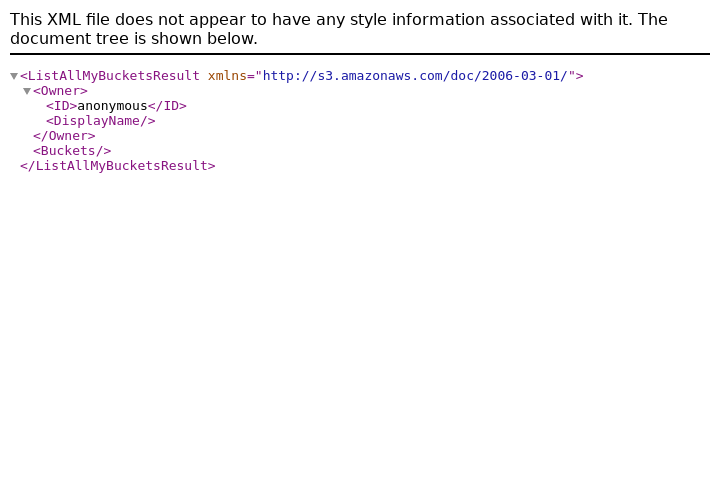 This XML file does not appear to have any style information associated with it. The
document tree is shown below.
<ListAllMyBucketsResult xmlns="http://s3.amazonaws.com/doc/2006-03-01/">
<Owner>
<ID>anonymous</ID>
<DisplayName/>
</Owner>
<Buckets/>
</ListAllMyBucketsResult>